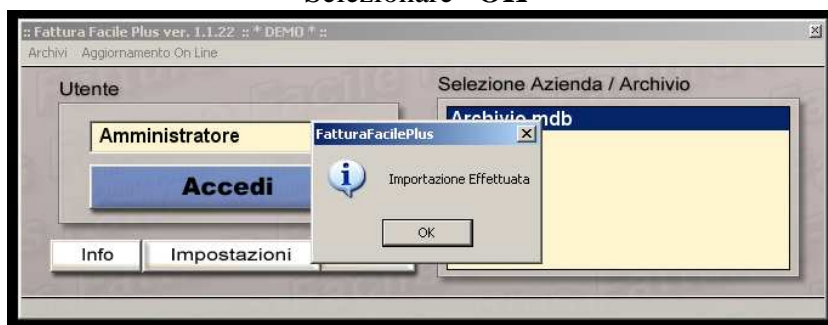 Selezionare "OK"
:: Fattura Facile Plus ver. 1.1.22 :: * DEMO * ::
Archivi Aggiornamento On Line
Utente
Selezione Azienda / Archivio
Amministratore
Archivio.mdb
FatturaFacilePlus
Importazione Effettuata
Accedi
OK
Info
Impostazioni